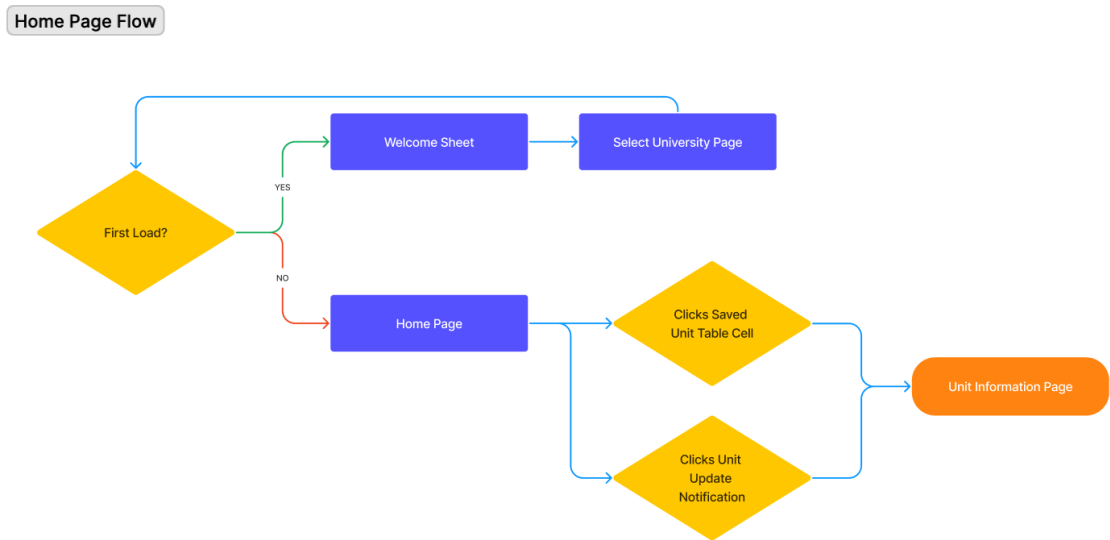 Home Page Flow
Welcome Sheet
Select University Page
YES
First Load?
NO
Home Page
Clicks Saved
Unit Table Cell
Unit Information Page
Clicks Unit
Update
Notification